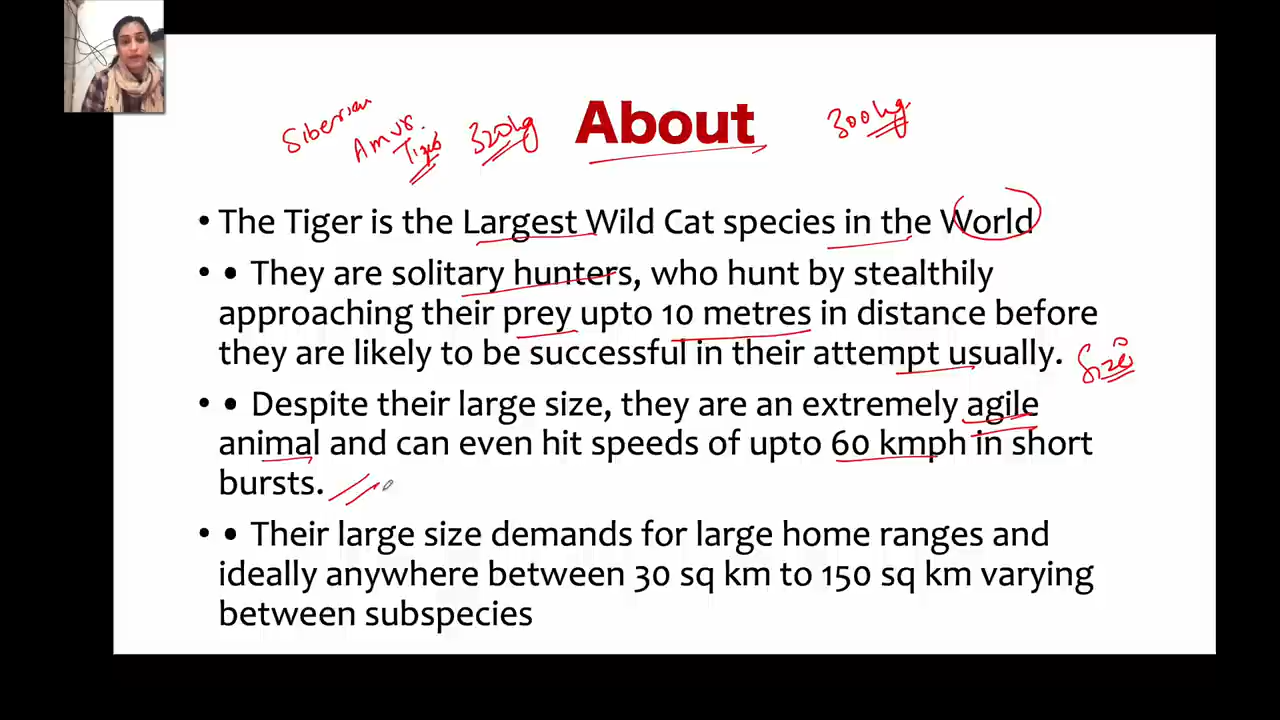 Siberian
Amur
Tiger
320kg
About
300kg
• The Tiger is the Largest Wild Cat species in the World
• • They are solitary hunters, who hunt by stealthily
approaching their prey upto 10 metres in distance before
they are likely to be successful in their attempt usually.
Size
• • Despite their large size, they are an extremely agile
animal and can even hit speeds of upto 60 kmph in short
bursts.
• • Their large size demands for large home ranges and
ideally anywhere between 30 sq km to 150 sq km varying
between subspecies